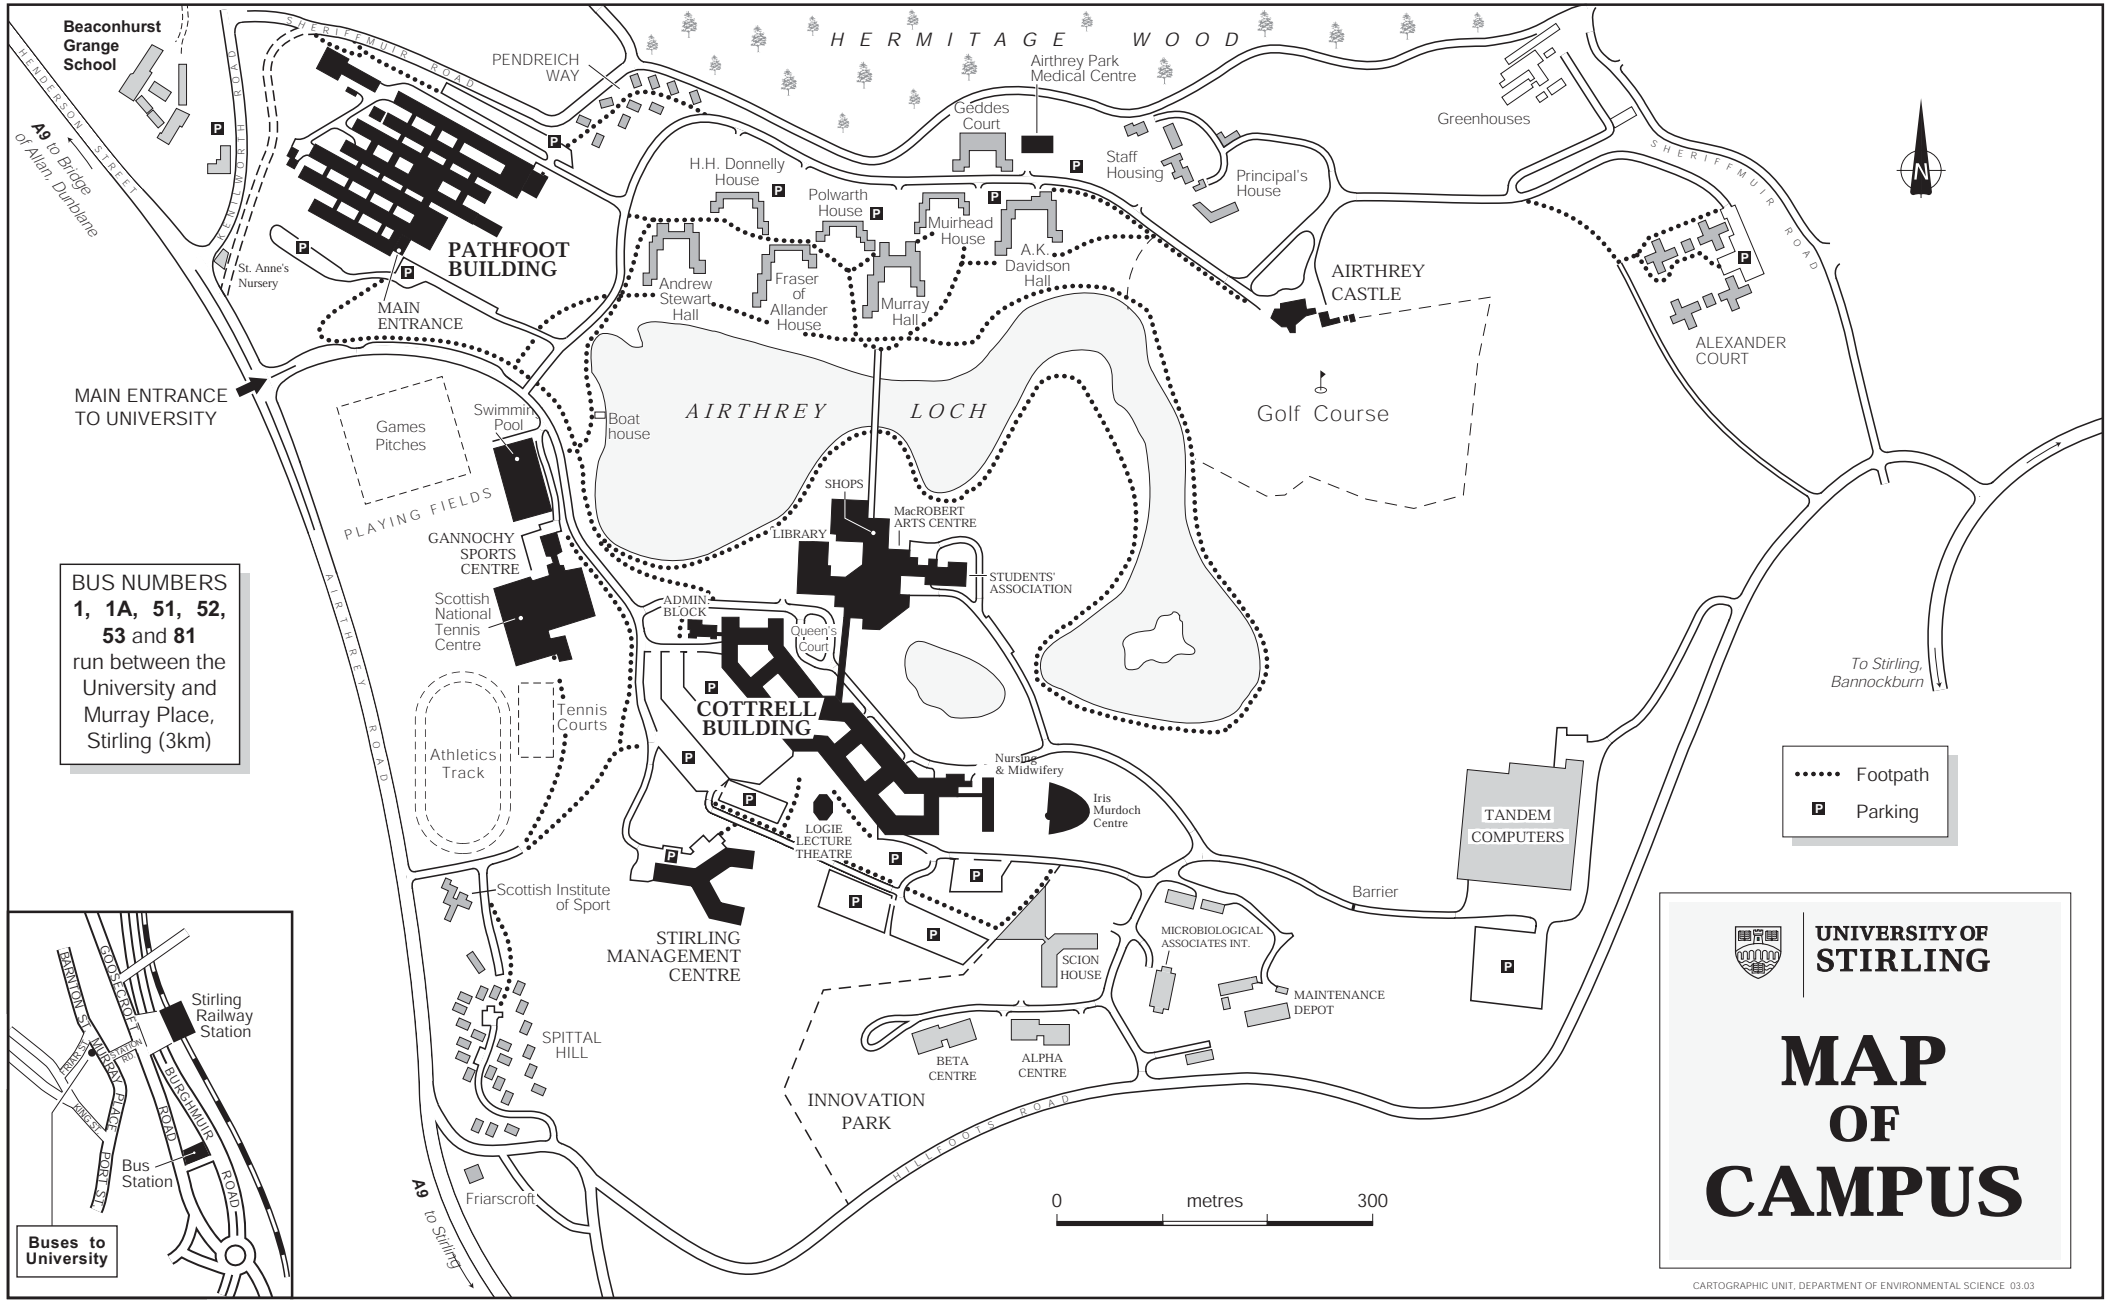 Beaconhurst
Grange
School
HENDERSON STREET
A9 to Bridge
of Allan, Dunblane
KENILWORTH ROAD
SHERIFFMUIR ROAD
PENDREICH
WAY
HERMITAGE WOOD
Airthrey Park
Medical Centre
Geddes
Court
Greenhouses
SHERIFFMUIR ROAD
N
P
P
P
P
P
P
P
P
P
H.H. Donnelly
House
Polwarth
House
Muirhead
House
Staff
Housing
Principal's
House
PATHFOOT
BUILDING
St. Anne's
Nursery
MAIN
ENTRANCE
Andrew
Stewart
Hall
Fraser
of
Allander
House
Murray
Hall
A.K.
Davidson
Hall
AIRTHREY
CASTLE
P
ALEXANDER
COURT
MAIN ENTRANCE
TO UNIVERSITY
Games
Pitches
Swimming
Pool
Boat
house
AIRTHREY LOCH
Golf Course
PLAYING FIELDS
SHOPS
MacROBERT
ARTS CENTRE
LIBRARY
GANNOCHY
SPORTS
CENTRE
STUDENTS'
ASSOCIATION
BUS NUMBERS
1, 1A, 51, 52,
53 and 81
run between the
University and
Murray Place,
Stirling (3km)
AIRTHREY ROAD
Scottish
National
Tennis
Centre
ADMIN
BLOCK
Queen's
Court
P
COTTRELL
BUILDING
Tennis
Courts
Athletics
Track
P
P
Nursing
& Midwifery
Iris
Murdoch
Centre
LOGIE
LECTURE
THEATRE
P
P
P
P
P
To Stirling,
Bannockburn
TANDEM
COMPUTERS
Footpath
P
Parking
Barrier
P
Scottish Institute
of Sport
STIRLING
MANAGEMENT
CENTRE
MICROBIOLOGICAL
ASSOCIATES INT.
SCION
HOUSE
MAINTENANCE
DEPOT
SPITTAL
HILL
BETA
CENTRE
ALPHA
CENTRE
INNOVATION
PARK
HILLFOOTS ROAD
Friarscroft
A9 to Stirling
0 metres 300
BARNTON ST.
GOOSECROFT ROAD
Stirling
Railway
Station
STATION
RD.
FRIAR ST.
MURRAY PLACE
KING ST.
BURGHMUIR ROAD
PORT ST.
Bus
Station
Buses to
University
UNIVERSITY OF
STIRLING
MAP
OF
CAMPUS
CARTOGRAPHIC UNIT, DEPARTMENT OF ENVIRONMENTAL SCIENCE 03.03